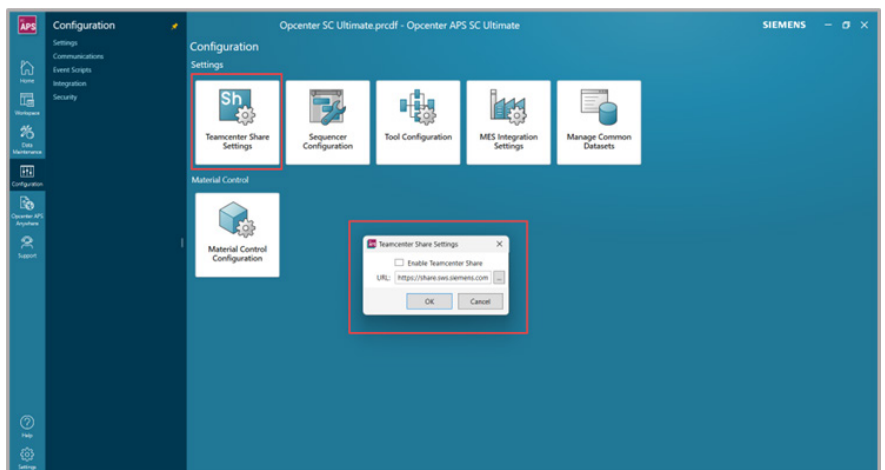 APS
Configuration
Opcenter SC Ultimate.prcdf - Opcenter APS SC Ultimate
SIEMENS
Settings
Communications
Event Scripts
Integration
Security
Home
Workspace
Data
Maintenance
Configuration
Opcenter APS
Anywhere
Support
Help
Settings
Configuration
Settings
Sh
Teamcenter Share
Settings
Sequencer
Configuration
Tool Configuration
MES Integration
Settings
Manage Common
Datasets
Material Control
Material Control
Configuration
APS Teamcenter Share Settings
Enable Teamcenter Share
URL: https://share.sws.siemens.com ...
OK Cancel